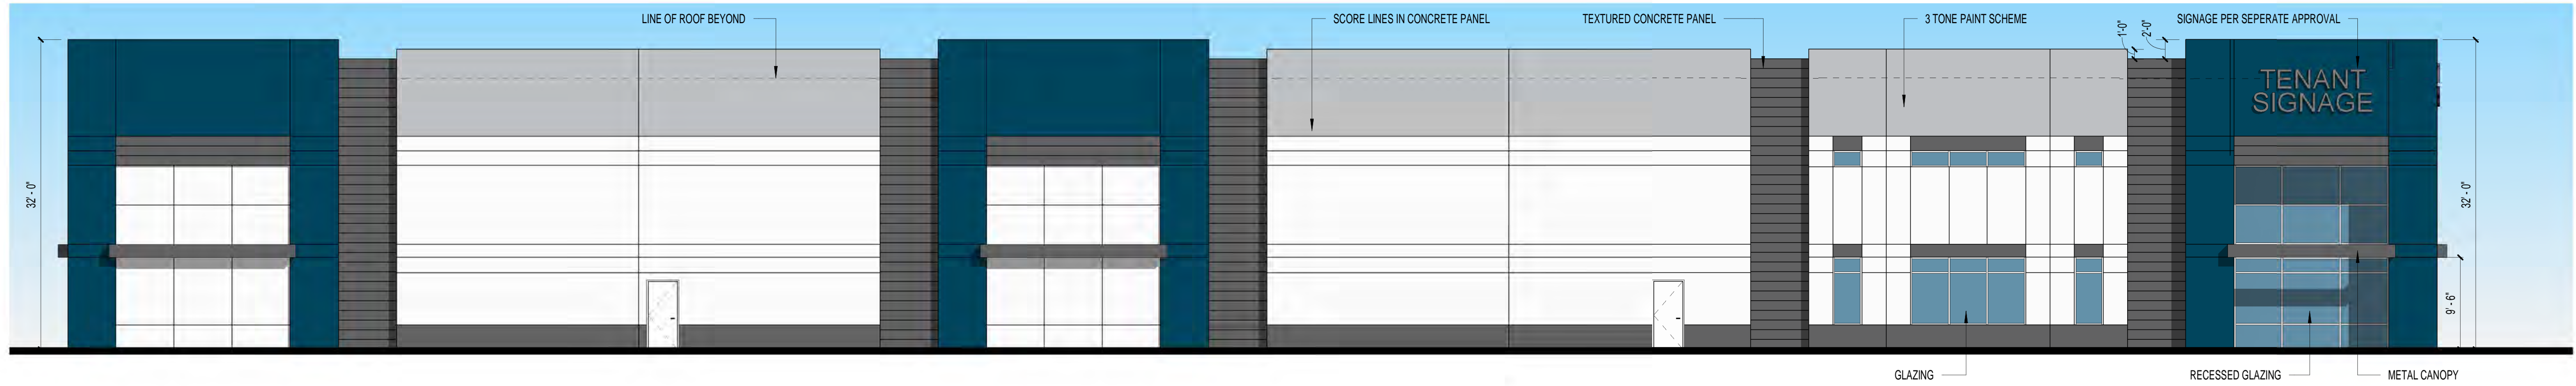 LINE OF ROOF BEYOND
SCORE LINES IN CONCRETE PANEL
TEXTURED CONCRETE PANEL
3 TONE PAINT SCHEME
SIGNAGE PER SEPERATE APPROVAL
1'-0"
2'-0"
TENANT
SIGNAGE
32' - 0"
32' - 0"
9' - 6"
GLAZING
RECESSED GLAZING
METAL CANOPY